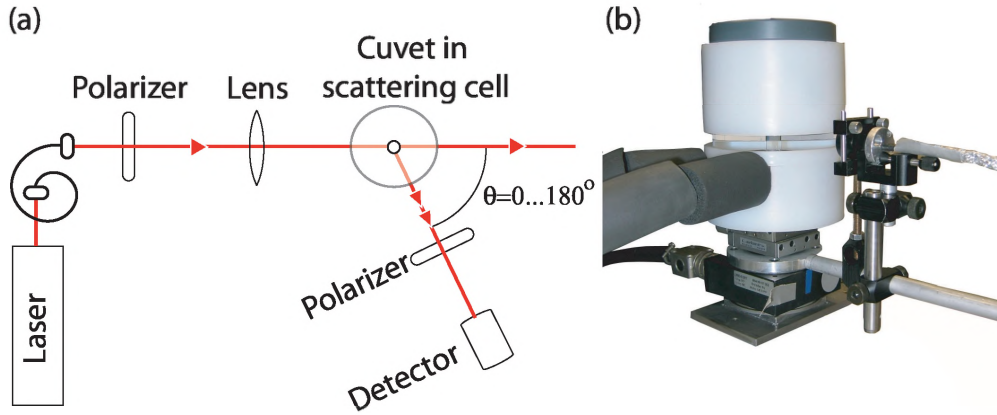 (a)
Polarizer
Lens
Cuvet in
scattering cell
θ=0...180°
Polarizer
Detector
Laser
(b)